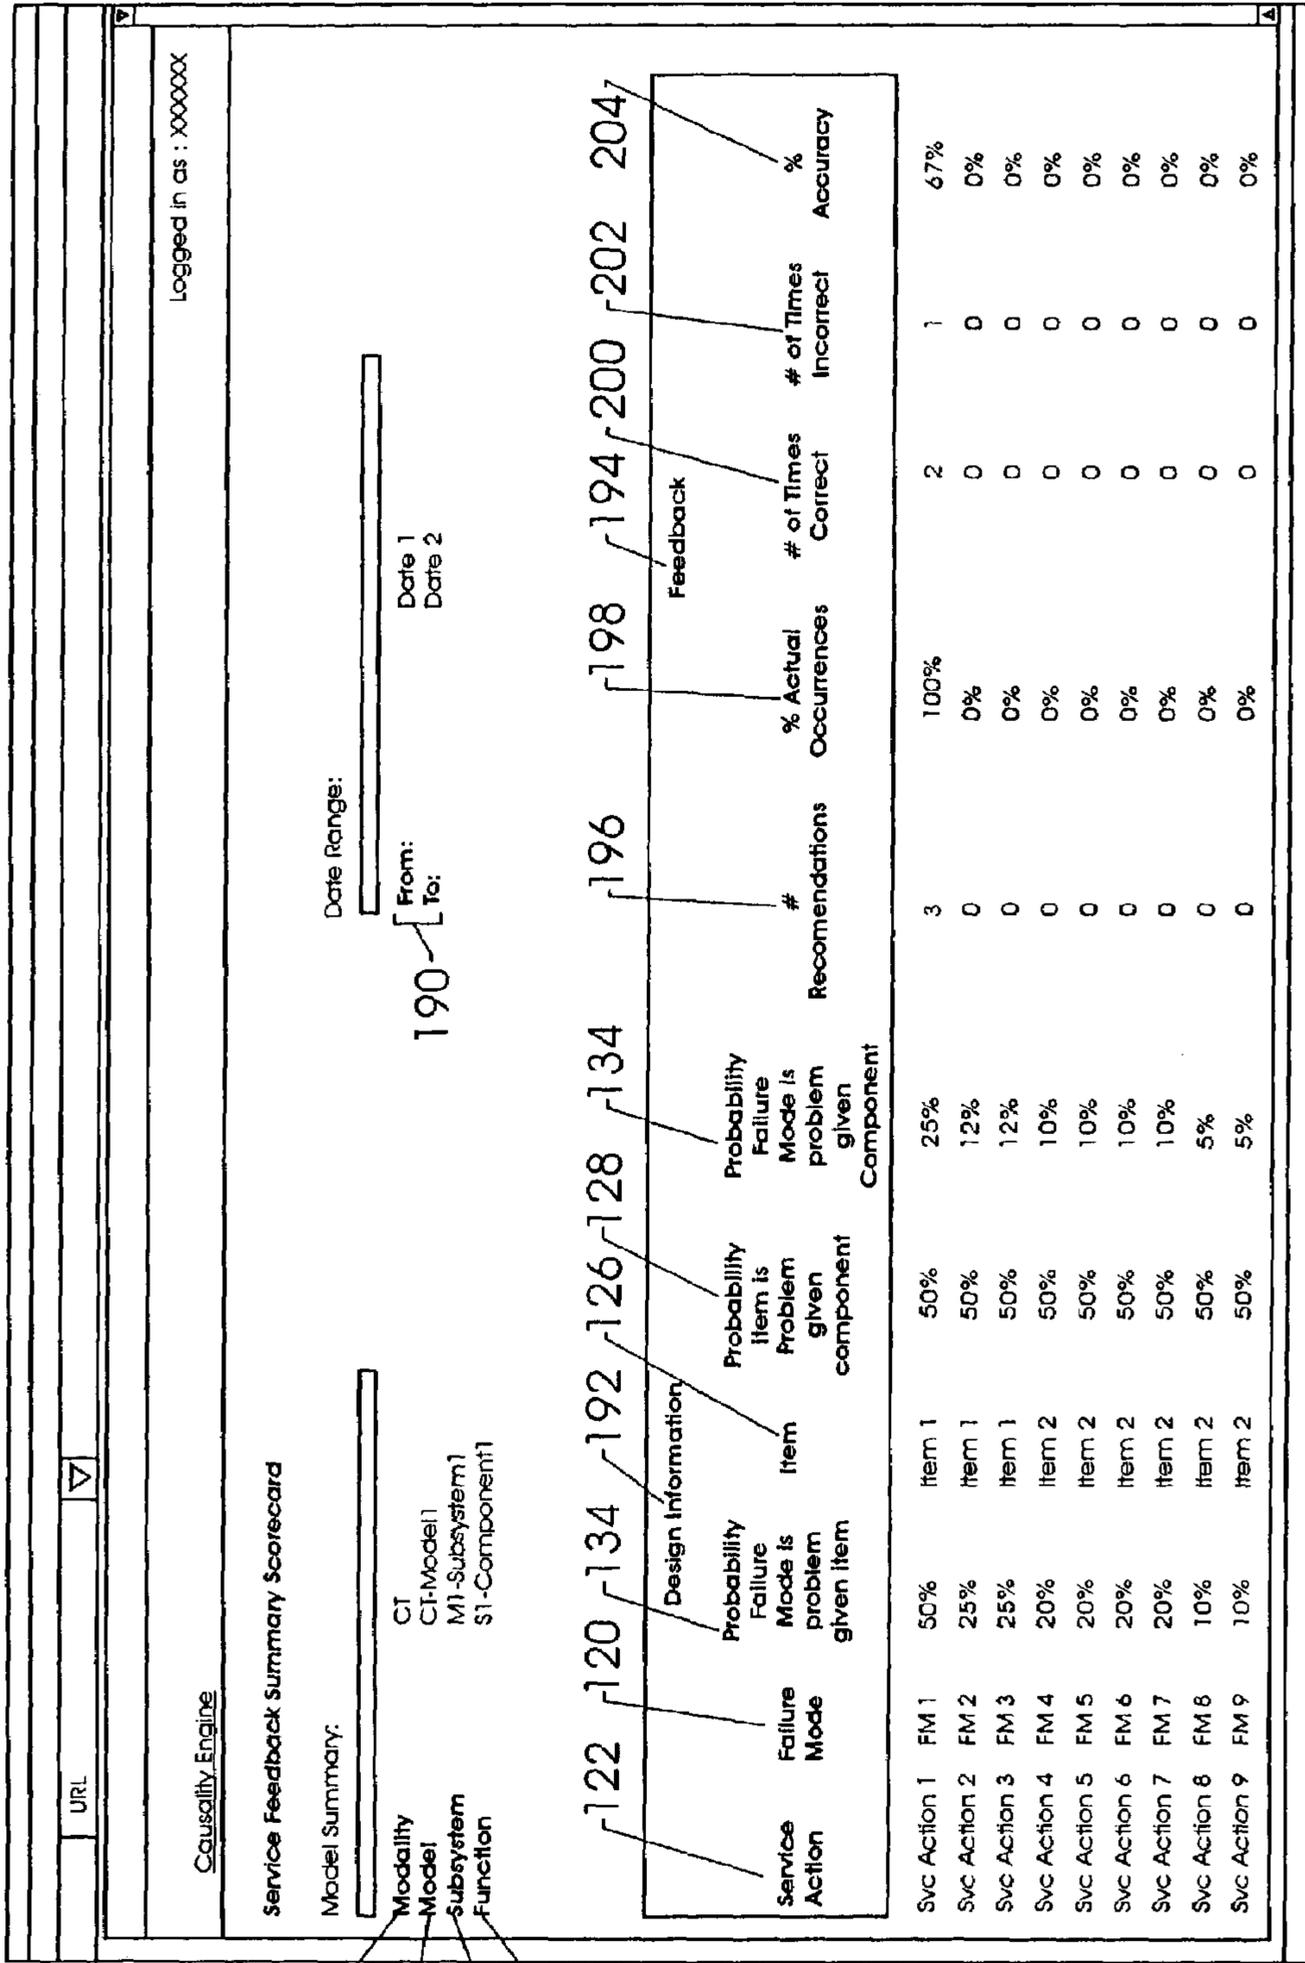 URL
Causality Engine
Logged in as : XXXXXX
Service Feedback Summary Scorecard
Model Summary:
Date Range:
Modality CT
Model CT-Model1
Subsystem M1-Subsystem1
Function S1-Component1
190
From: Date 1
To: Date 2
122 120 134 192 126 128 134 196 198 194 200 202 204
Design Information
Feedback
Service Action
Failure Mode
Probability Failure Mode is problem given item
Item
Probability Item is Problem given component
Probability Failure Mode is problem given Component
# Recomendations
% Actual Occurrences
# of Times Correct
# of Times Incorrect
% Accuracy
Svc Action 1 FM 1 50% Item 1 50% 25% 3 100% 2 1 67%
Svc Action 2 FM 2 25% Item 1 50% 12% 0 0% 0 0 0%
Svc Action 3 FM 3 25% Item 1 50% 12% 0 0% 0 0 0%
Svc Action 4 FM 4 20% Item 2 50% 10% 0 0% 0 0 0%
Svc Action 5 FM 5 20% Item 2 50% 10% 0 0% 0 0 0%
Svc Action 6 FM 6 20% Item 2 50% 10% 0 0% 0 0 0%
Svc Action 7 FM 7 20% Item 2 50% 10% 0 0% 0 0 0%
Svc Action 8 FM 8 10% Item 2 50% 5% 0 0% 0 0 0%
Svc Action 9 FM 9 10% Item 2 50% 5% 0 0% 0 0 0%